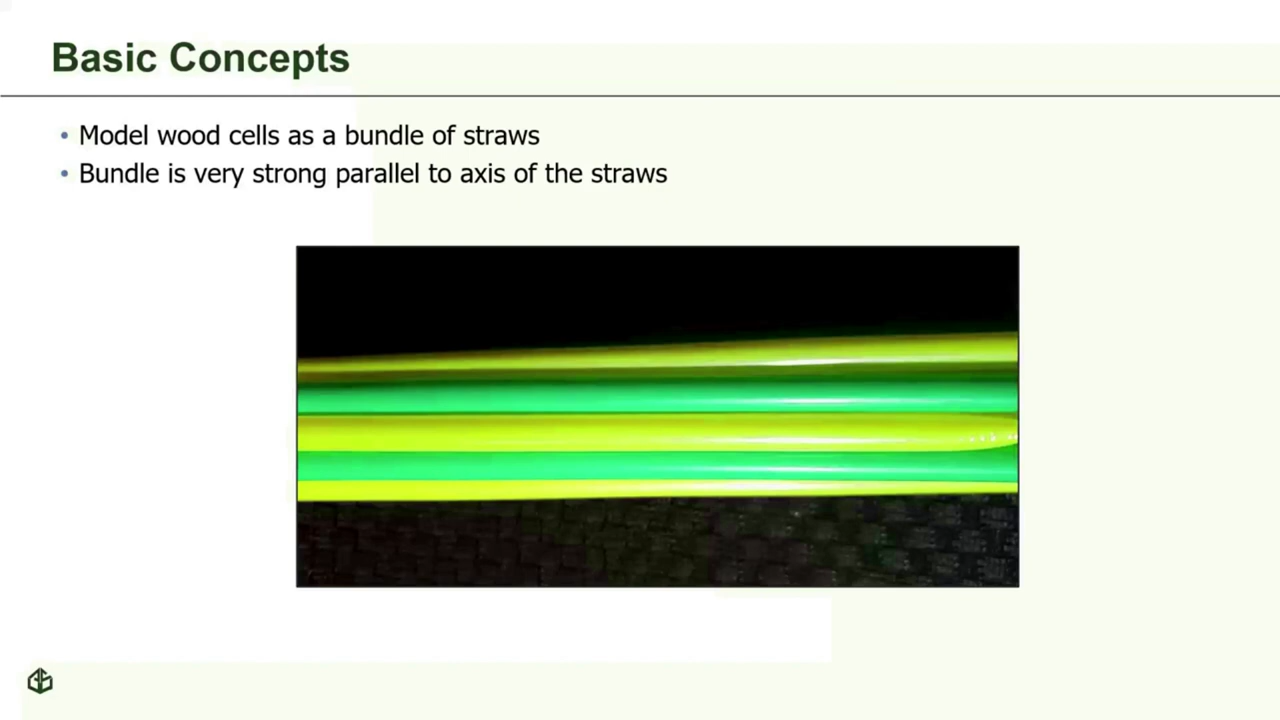 Basic Concepts
• Model wood cells as a bundle of straws
• Bundle is very strong parallel to axis of the straws